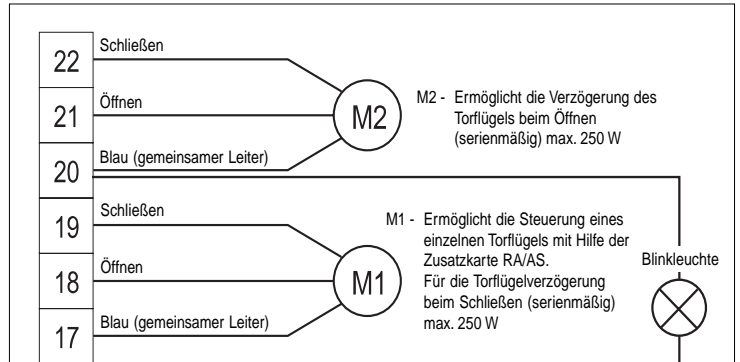 22
Schließen
21
Öffnen
20
Blau (gemeinsamer Leiter)
M2
M2 - Ermöglicht die Verzögerung des
Torflügels beim Öffnen
(serienmäßig) max. 250 W
19
Schließen
18
Öffnen
17
Blau (gemeinsamer Leiter)
M1
M1 - Ermöglicht die Steuerung eines
einzelnen Torflügels mit Hilfe der
Zusatzkarte RA/AS.
Für die Torflügelverzögerung
beim Schließen (serienmäßig)
max. 250 W
Blinkleuchte